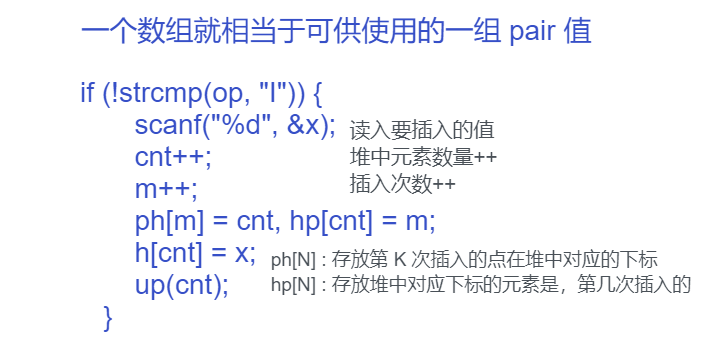 一个数组就相当于可供使用的一组 pair 值
if (!strcmp(op, "I")) {
scanf("%d", &x); 读入要插入的值
cnt++; 堆中元素数量++
m++; 插入次数++
ph[m] = cnt, hp[cnt] = m;
h[cnt] = x; ph[N] : 存放第 K 次插入的点在堆中对应的下标
up(cnt); hp[N] : 存放堆中对应下标的元素是，第几次插入的
}